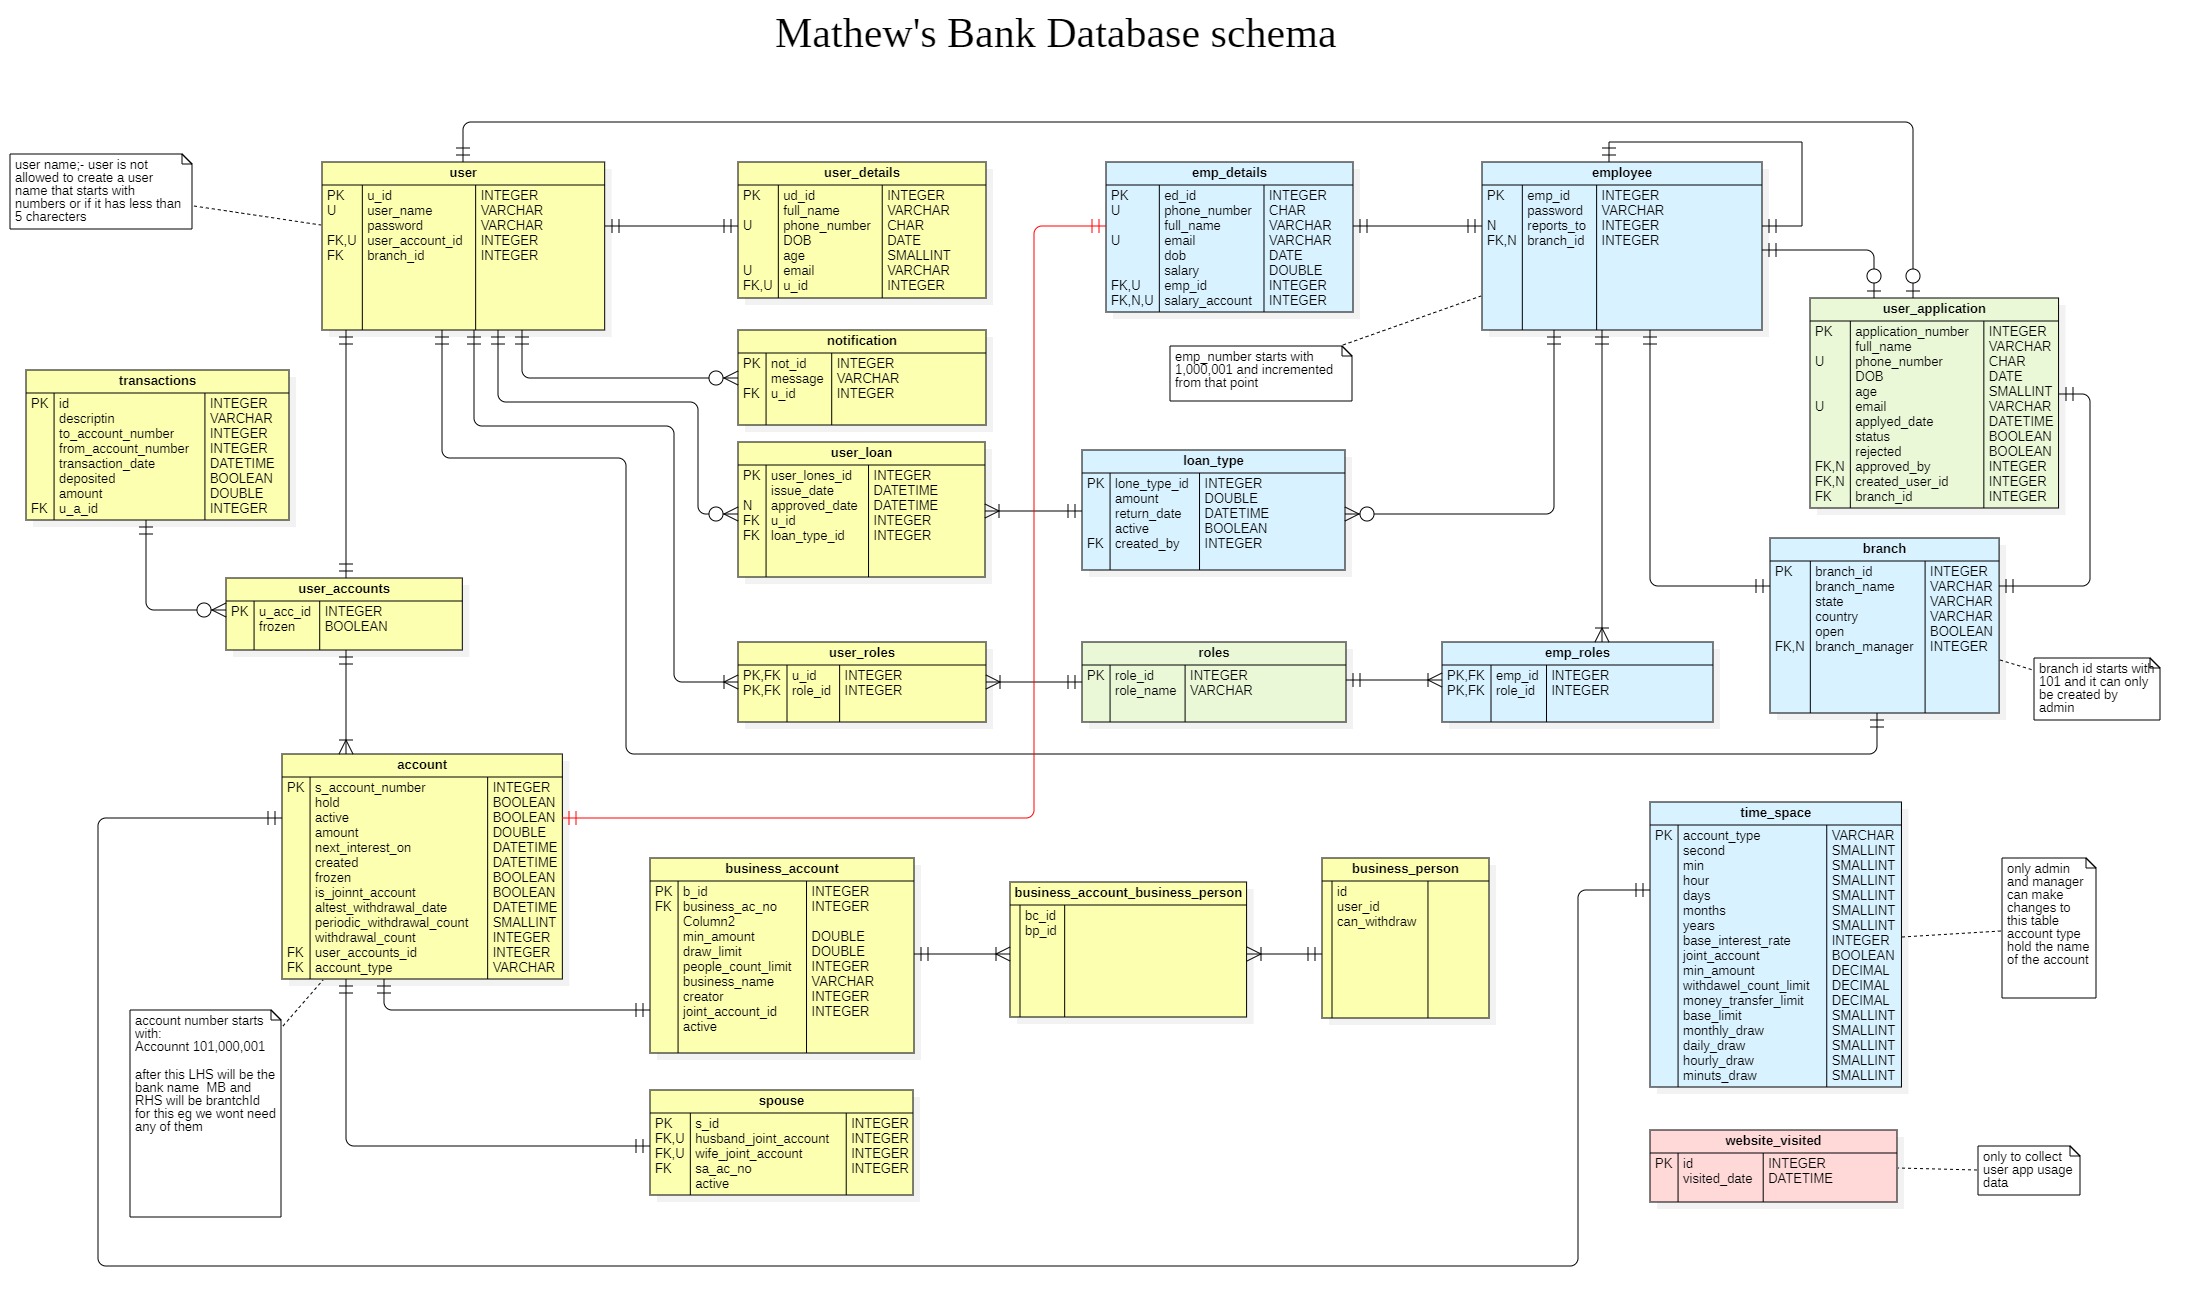 Mathew's Bank Database schema
user name;- user is not
allowed to create a user
name that starts with
numbers or if it has less than
5 charecters
user
PK u_id INTEGER
U user_name VARCHAR
password VARCHAR
FK,U user_account_id INTEGER
FK branch_id INTEGER
user_details
PK ud_id INTEGER
full_name VARCHAR
U phone_number CHAR
DOB DATE
age SMALLINT
U email VARCHAR
FK,U u_id INTEGER
emp_details
PK ed_id INTEGER
U phone_number CHAR
full_name VARCHAR
U email VARCHAR
dob DATE
salary DOUBLE
FK,U emp_id INTEGER
FK,N,U salary_account INTEGER
employee
PK emp_id INTEGER
password VARCHAR
N reports_to INTEGER
FK,N branch_id INTEGER
user_application
PK application_number INTEGER
full_name VARCHAR
U phone_number CHAR
DOB DATE
age SMALLINT
U email VARCHAR
applyed_date DATETIME
status BOOLEAN
rejected BOOLEAN
FK,N approved_by INTEGER
FK,N created_user_id INTEGER
FK branch_id INTEGER
notification
PK not_id INTEGER
message VARCHAR
FK u_id INTEGER
emp_number starts with
1,000,001 and incremented
from that point
transactions
PK id INTEGER
descriptin VARCHAR
to_account_number INTEGER
from_account_number INTEGER
transaction_date DATETIME
deposited BOOLEAN
amount DOUBLE
FK u_a_id INTEGER
user_loan
PK user_lones_id INTEGER
issue_date DATETIME
N approved_date DATETIME
FK u_id INTEGER
FK loan_type_id INTEGER
loan_type
PK lone_type_id INTEGER
amount DOUBLE
return_date DATETIME
active BOOLEAN
FK created_by INTEGER
branch
PK branch_id INTEGER
branch_name VARCHAR
state VARCHAR
country VARCHAR
open BOOLEAN
FK,N branch_manager INTEGER
branch id starts with
101 and it can only
be created by
admin
user_accounts
PK u_acc_id INTEGER
frozen BOOLEAN
user_roles
PK,FK u_id INTEGER
PK,FK role_id INTEGER
roles
PK role_id INTEGER
role_name VARCHAR
emp_roles
PK,FK emp_id INTEGER
PK,FK role_id INTEGER
account
PK s_account_number INTEGER
hold BOOLEAN
active BOOLEAN
amount DOUBLE
next_interest_on DATETIME
created DATETIME
frozen BOOLEAN
is_joinnt_account BOOLEAN
altest_withdrawal_date DATETIME
periodic_withdrawal_count SMALLINT
withdrawal_count INTEGER
FK user_accounts_id INTEGER
FK account_type VARCHAR
account number starts
with:
Accounnt 101,000,001
after this LHS will be the
bank name MB and
RHS will be brantchId
for this eg we wont need
any of them
business_account
PK b_id INTEGER
FK business_ac_no INTEGER
Column2
min_amount DOUBLE
draw_limit DOUBLE
people_count_limit INTEGER
business_name VARCHAR
creator INTEGER
joint_account_id INTEGER
active
business_account_business_person
bc_id
bp_id
business_person
id
user_id
can_withdraw
time_space
PK account_type VARCHAR
second SMALLINT
min SMALLINT
hour SMALLINT
days SMALLINT
months SMALLINT
years SMALLINT
base_interest_rate INTEGER
joint_account BOOLEAN
min_amount DECIMAL
withdawel_count_limit DECIMAL
money_transfer_limit DECIMAL
base_limit SMALLINT
monthly_draw SMALLINT
daily_draw SMALLINT
hourly_draw SMALLINT
minuts_draw SMALLINT
only admin
and manager
can make
changes to
this table
account type
hold the name
of the account
spouse
PK s_id INTEGER
FK,U husband_joint_account INTEGER
FK,U wife_joint_account INTEGER
FK sa_ac_no INTEGER
active
website_visited
PK id INTEGER
visited_date DATETIME
only to collect
user app usage
data